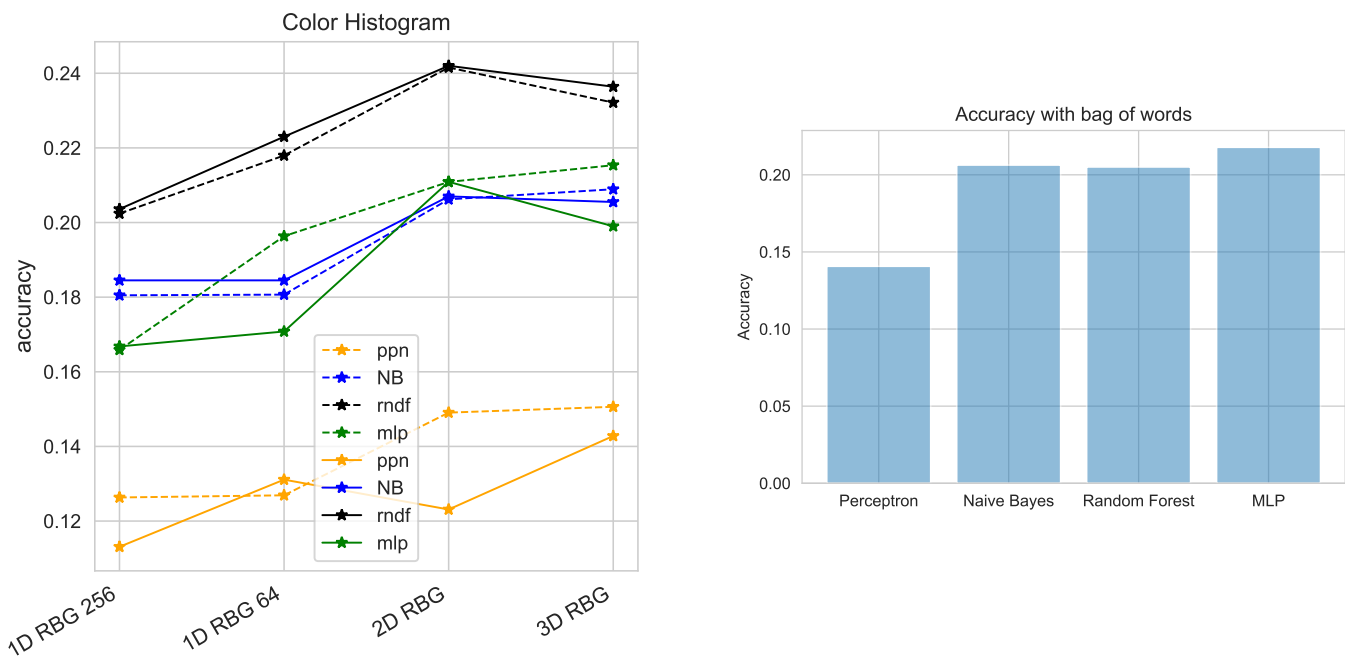 Color Histogram
accuracy
0.24
0.22
0.20
0.18
0.16
0.14
0.12
ppn
NB
rndf
mlp
ppn
NB
rndf
mlp
1D RBG 256
1D RBG 64
2D RBG
3D RBG
Accuracy with bag of words
Accuracy
0.20
0.15
0.10
0.05
0.00
Perceptron
Naive Bayes
Random Forest
MLP